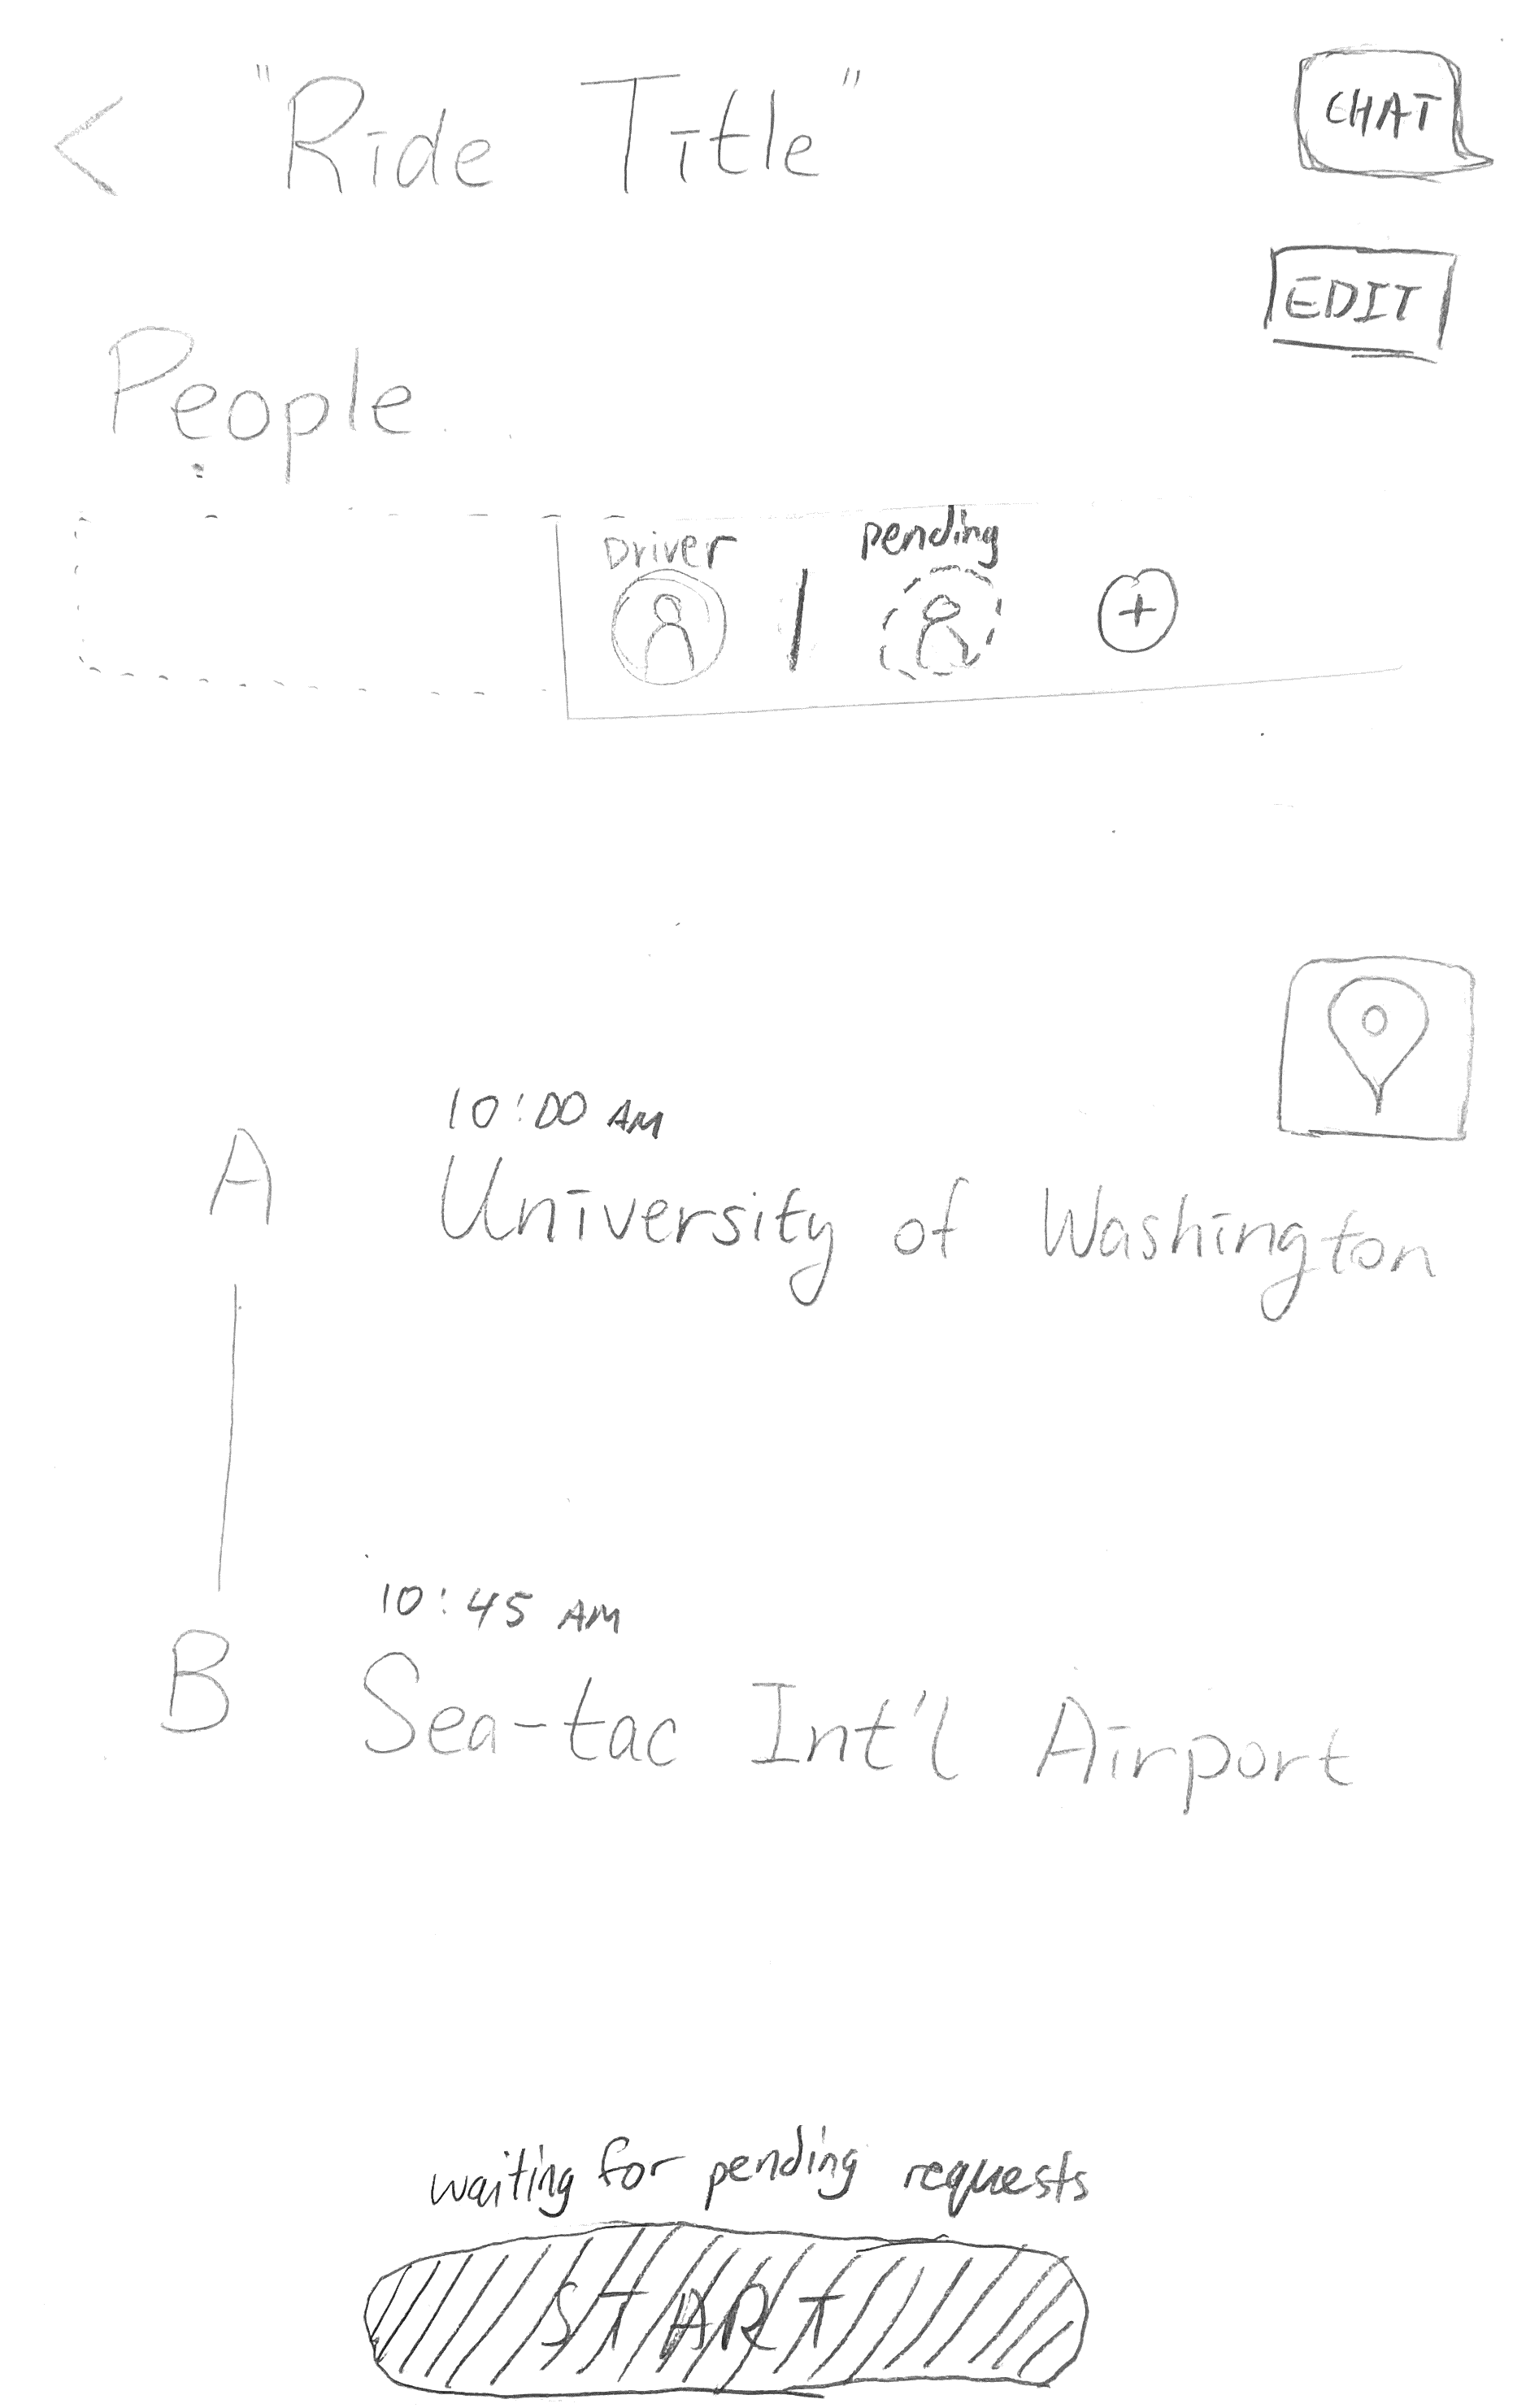 < "Ride Title"
CHAT
EDIT
People
Driver
pending
+
10:00 AM
A University of Washington
10:45 AM
B Sea-tac Int'l Airport
waiting for pending requests
START